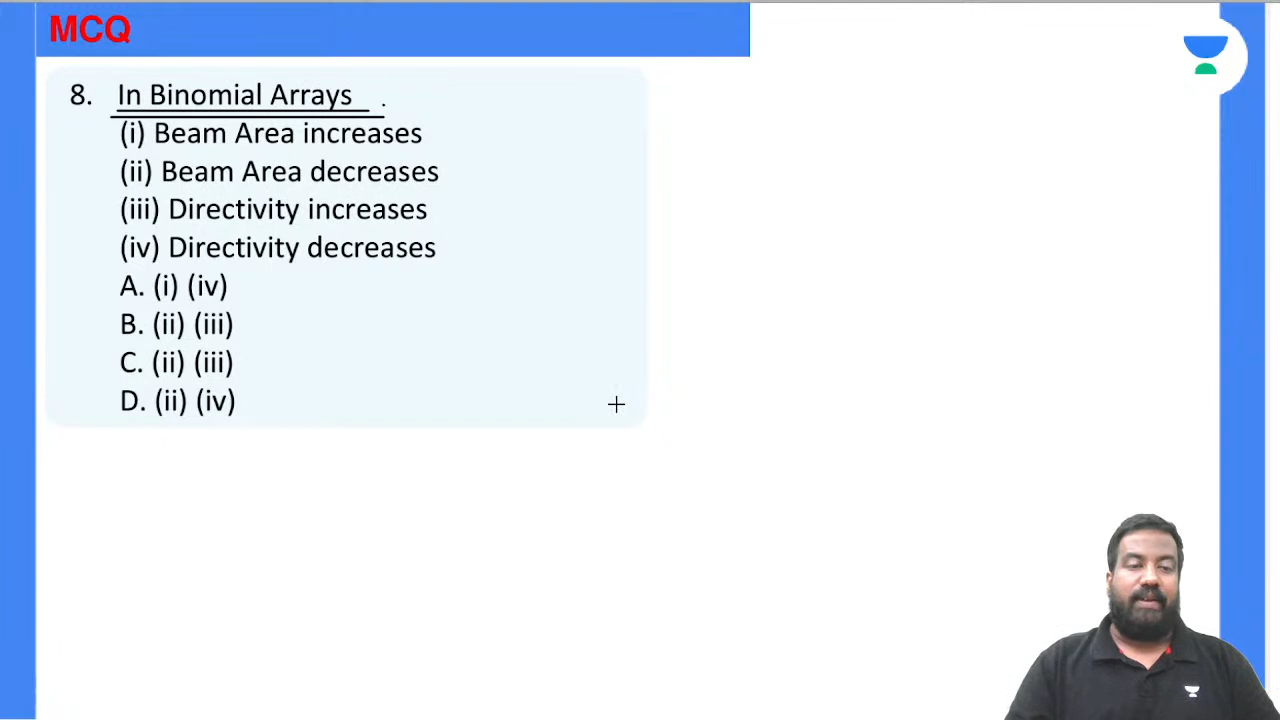 MCQ
8. In Binomial Arrays .
(i) Beam Area increases
(ii) Beam Area decreases
(iii) Directivity increases
(iv) Directivity decreases
A. (i) (iv)
B. (ii) (iii)
C. (ii) (iii)
D. (ii) (iv)